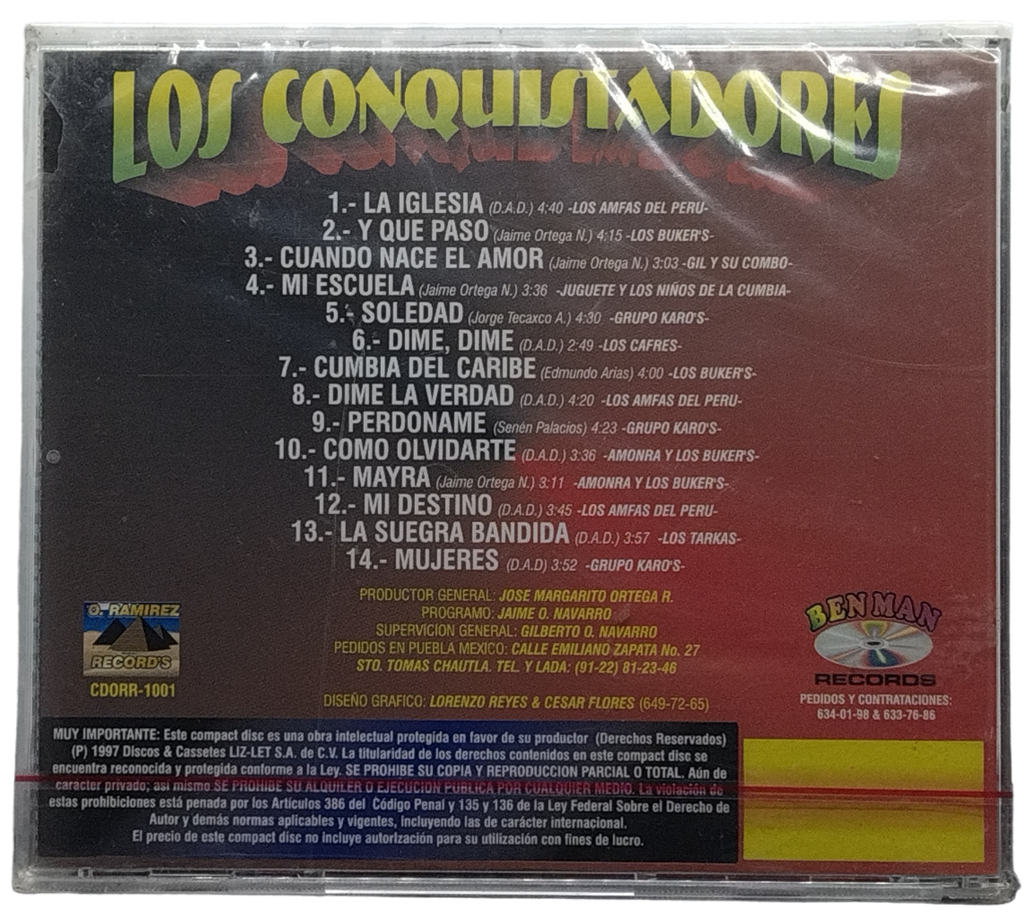 LOS CONQUISTADORES
1.- LA IGLESIA (D.A.D.) 4:40 -LOS AMFAS DEL PERU-
2.- Y QUE PASO (Jaime Ortega N.) 4:15 -LOS BUKER'S-
3.- CUANDO NACE EL AMOR (Jaime Ortega N.) 3:03 -GIL Y SU COMBO-
4.- MI ESCUELA (Jaime Ortega N.) 3:36 -JUGUETE Y LOS NIÑOS DE LA CUMBIA-
5.- SOLEDAD (Jorge Tecaxco A.) 4:30 -GRUPO KARO'S-
6.- DIME, DIME (D.A.D.) 2:49 -LOS CAFRES-
7.- CUMBIA DEL CARIBE (Edmundo Arias) 4:00 -LOS BUKER'S-
8.- DIME LA VERDAD (D.A.D.) 4:20 -LOS AMFAS DEL PERU-
9.- PERDONAME (Senén Palacios) 4:23 -GRUPO KARO'S-
10.- COMO OLVIDARTE (D.A.D.) 3:36 -AMONRA Y LOS BUKER'S-
11.- MAYRA (Jaime Ortega N.) 3:11 -AMONRA Y LOS BUKER'S-
12.- MI DESTINO (D.A.D.) 3:45 -LOS AMFAS DEL PERU-
13.- LA SUEGRA BANDIDA (D.A.D.) 3:57 -LOS TARKAS-
14.- MUJERES (D.A.D) 3:52 -GRUPO KARO'S-
PRODUCTOR GENERAL: JOSE MARGARITO ORTEGA R.
PROGRAMO: JAIME O. NAVARRO
SUPERVICION GENERAL: GILBERTO O. NAVARRO
PEDIDOS EN PUEBLA MEXICO: CALLE EMILIANO ZAPATA No. 27
STO. TOMAS CHAUTLA. TEL. Y LADA: (91-22) 81-23-46
DISEÑO GRAFICO: LORENZO REYES & CESAR FLORES (649-72-65)
O. RAMIREZ
RECORD'S
CDORR-1001
BEN MAN
RECORDS
PEDIDOS Y CONTRATACIONES:
634-01-98 & 633-76-86
MUY IMPORTANTE: Este compact disc es una obra intelectual protegida en favor de su productor (Derechos Reservados)
(P) 1997 Discos & Cassetes LIZ-LET S.A. de C.V. La titularidad de los derechos contenidos en este compact disc se
encuentra reconocida y protegida conforme a la Ley. SE PROHIBE SU COPIA Y REPRODUCCION PARCIAL O TOTAL. Aún de
carácter privado; así mismo SE PROHIBE SU ALQUILER O EJECUCION PUBLICA POR CUALQUIER MEDIO. La violación de
estas prohibiciones está penada por los Artículos 386 del Código Penal y 135 y 136 de la Ley Federal Sobre el Derecho de
Autor y demás normas aplicables y vigentes, incluyendo las de carácter internacional.
El precio de este compact disc no incluye autorización para su utilización con fines de lucro.